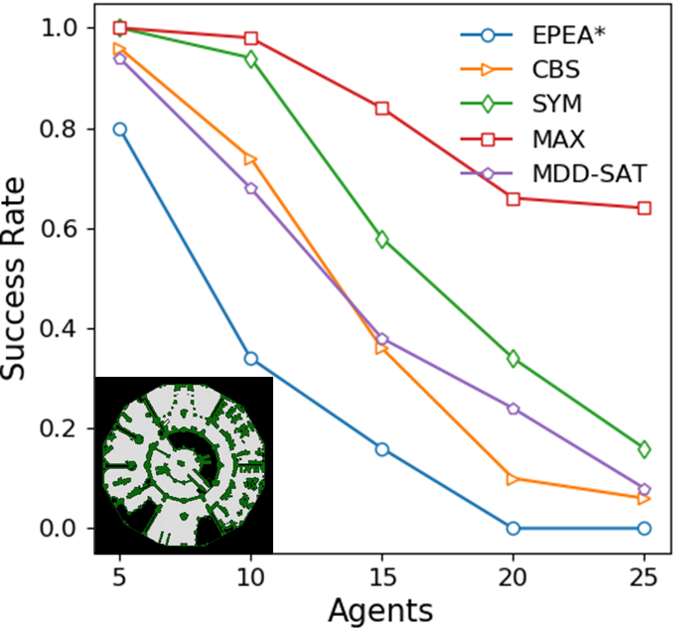 Success Rate
1.0
0.8
0.6
0.4
0.2
0.0
EPEA*
CBS
SYM
MAX
MDD-SAT
5 10 15 20 25
Agents